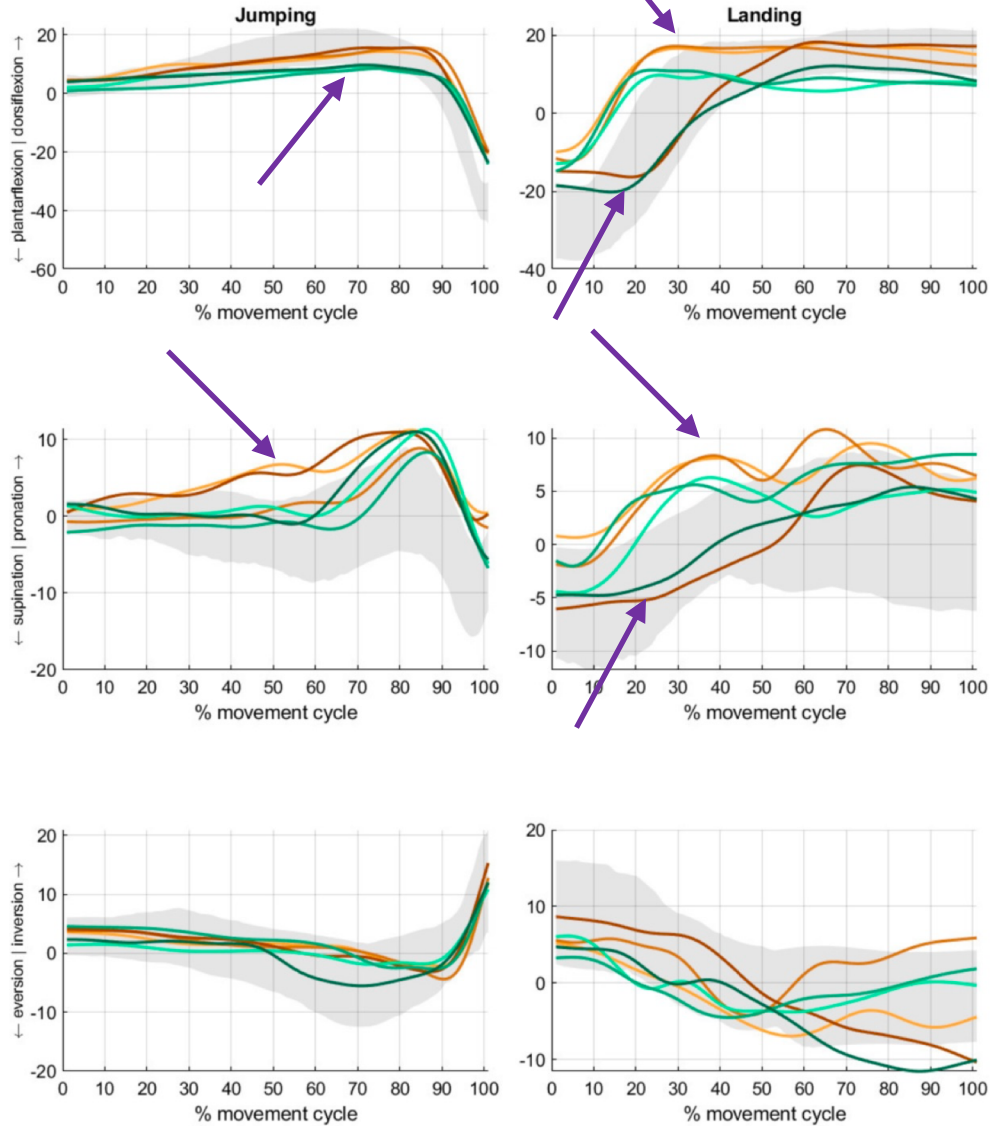 Jumping
Landing
← plantarflexion | dorsiflexion →
20
0
-20
-40
-60
0 10 20 30 40 50 60 70 80 90 100
% movement cycle
20
0
-20
-40
0 10 20 30 40 50 60 70 80 90 100
% movement cycle
← supination | pronation →
10
0
-10
-20
0 10 20 30 40 50 60 70 80 90 100
% movement cycle
10
5
0
-5
-10
0 10 20 30 40 50 60 70 80 90 100
% movement cycle
← eversion | inversion →
20
10
0
-10
-20
0 10 20 30 40 50 60 70 80 90 100
% movement cycle
20
10
0
-10
0 10 20 30 40 50 60 70 80 90 100
% movement cycle